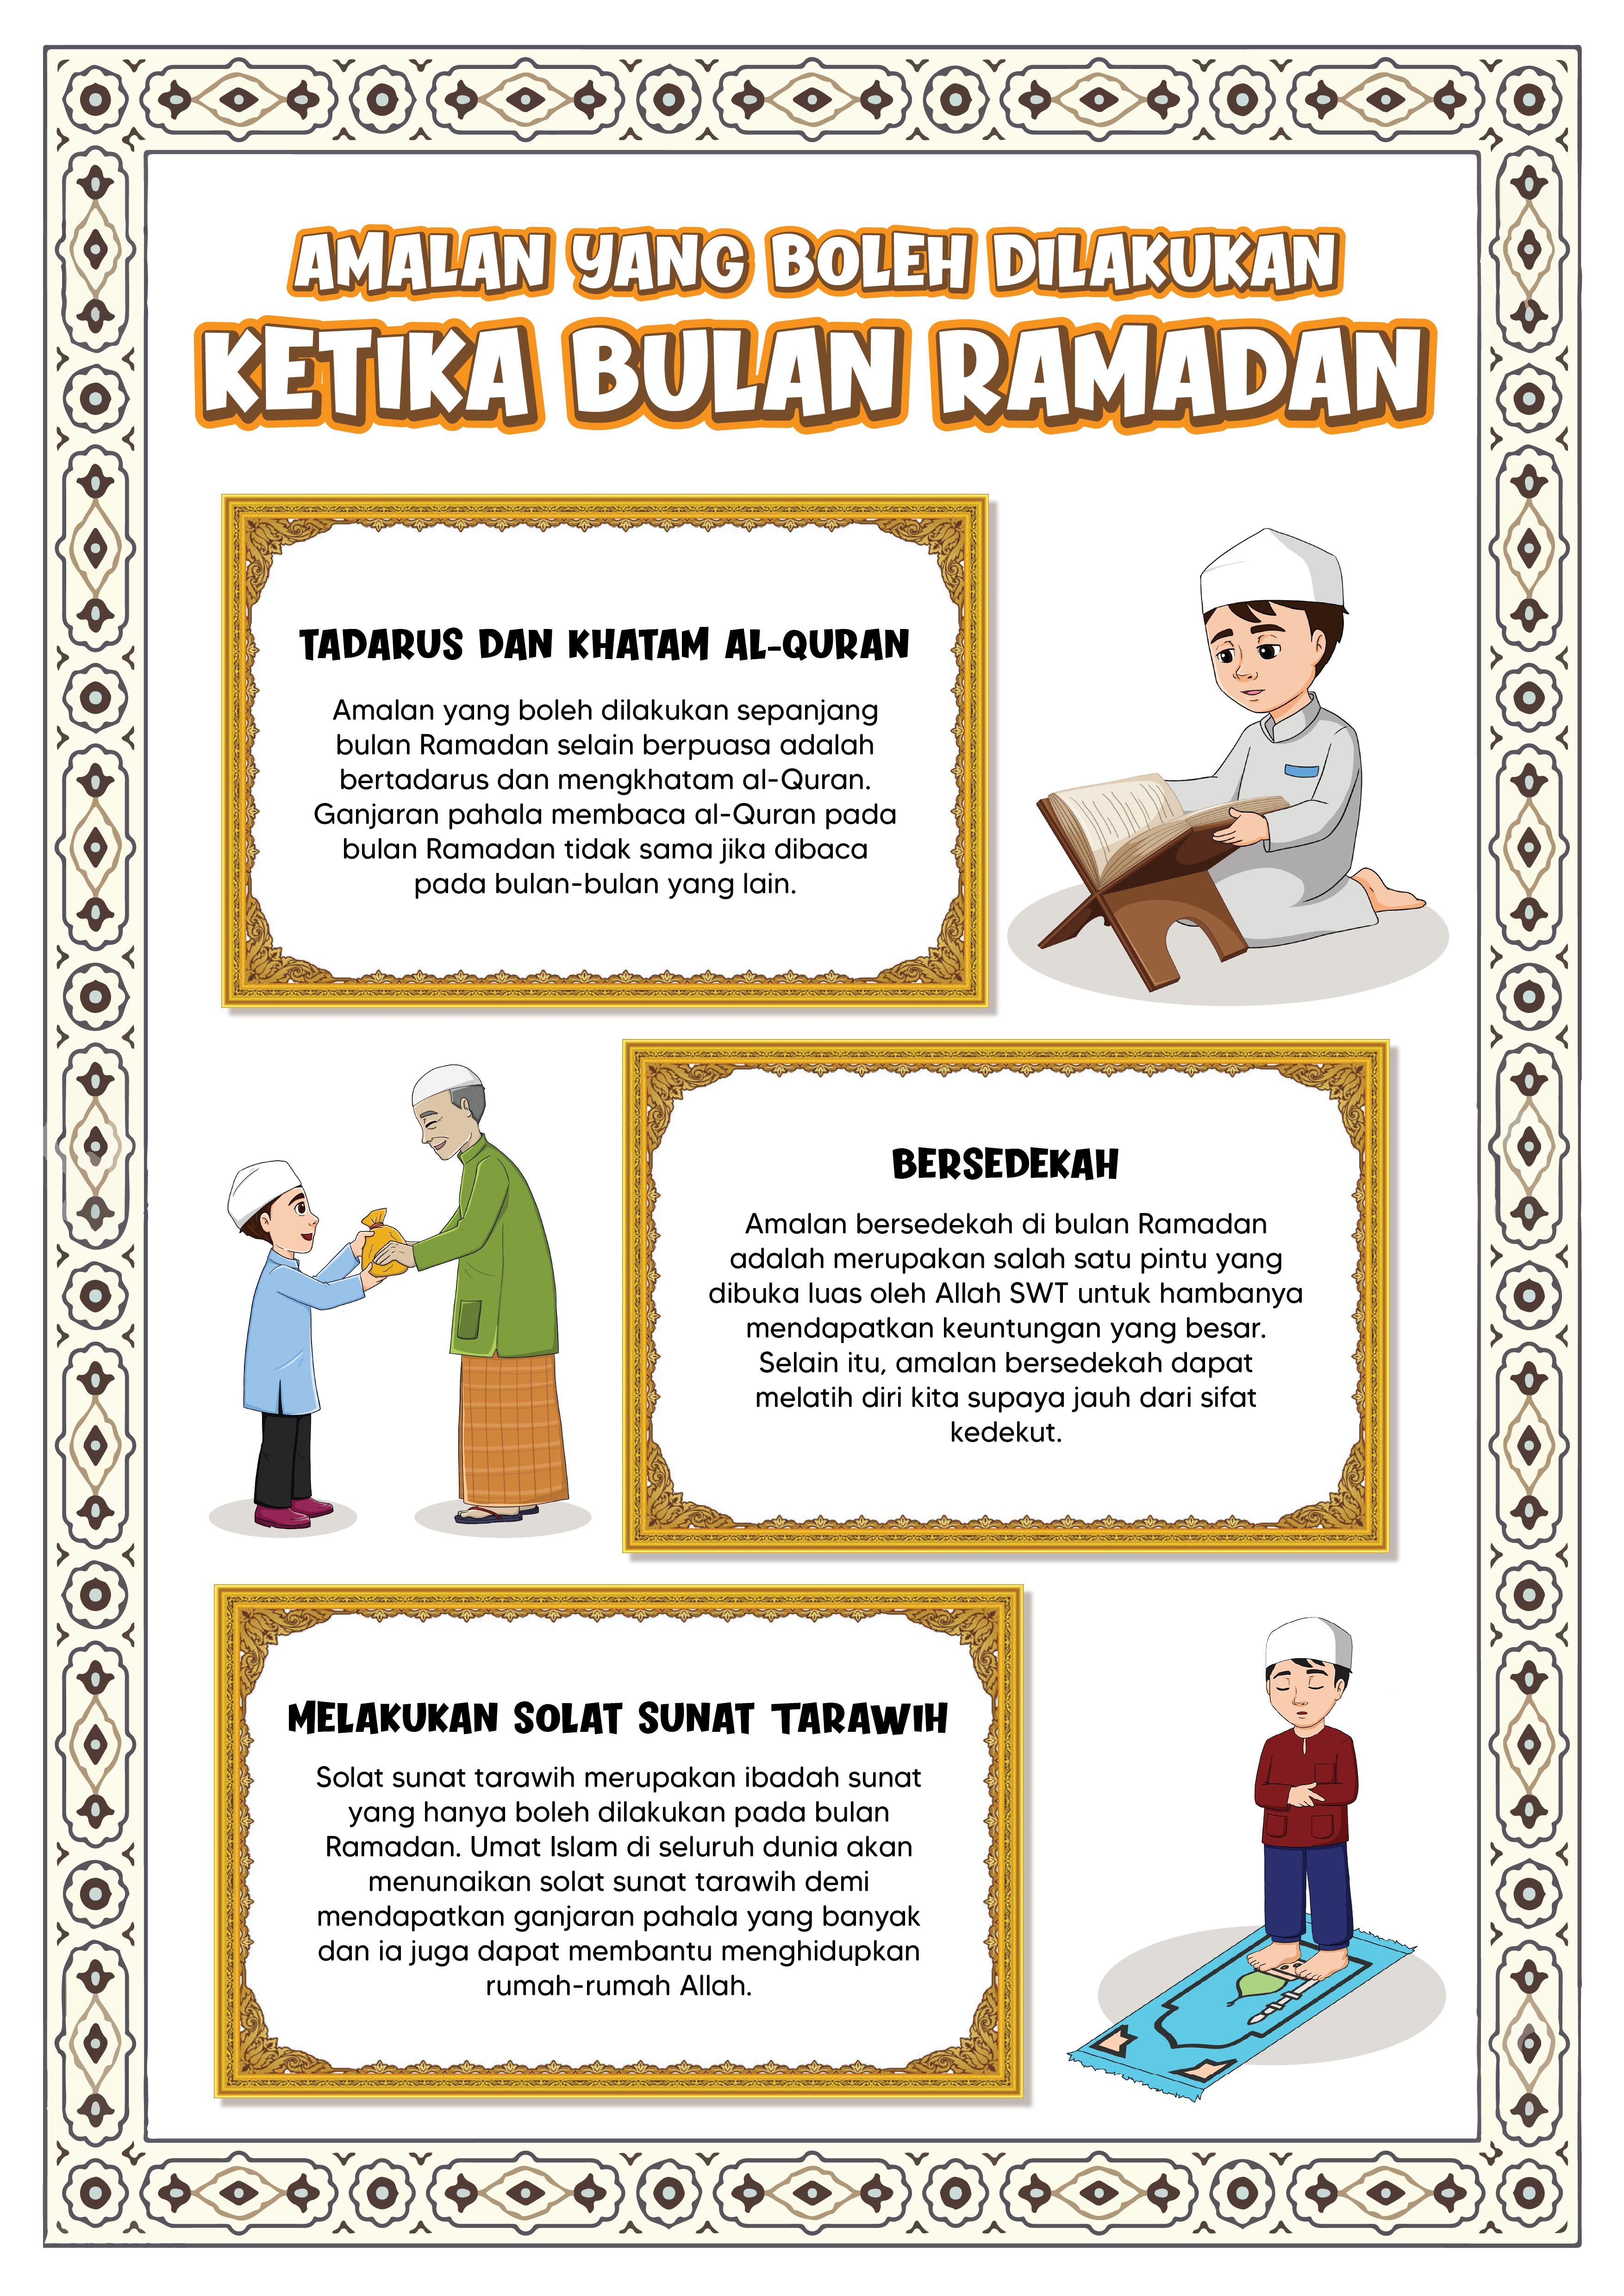 AMALAN YANG BOLEH DILAKUKAN
KETIKA BULAN RAMADAN
TADARUS DAN KHATAM AL-QURAN
Amalan yang boleh dilakukan sepanjang
bulan Ramadan selain berpuasa adalah
bertadarus dan mengkhatam al-Quran.
Ganjaran pahala membaca al-Quran pada
bulan Ramadan tidak sama jika dibaca
pada bulan-bulan yang lain.
BERSEDEKAH
Amalan bersedekah di bulan Ramadan
adalah merupakan salah satu pintu yang
dibuka luas oleh Allah SWT untuk hambanya
mendapatkan keuntungan yang besar.
Selain itu, amalan bersedekah dapat
melatih diri kita supaya jauh dari sifat
kedekut.
MELAKUKAN SOLAT SUNAT TARAWIH
Solat sunat tarawih merupakan ibadah sunat
yang hanya boleh dilakukan pada bulan
Ramadan. Umat Islam di seluruh dunia akan
menunaikan solat sunat tarawih demi
mendapatkan ganjaran pahala yang banyak
dan ia juga dapat membantu menghidupkan
rumah-rumah Allah.